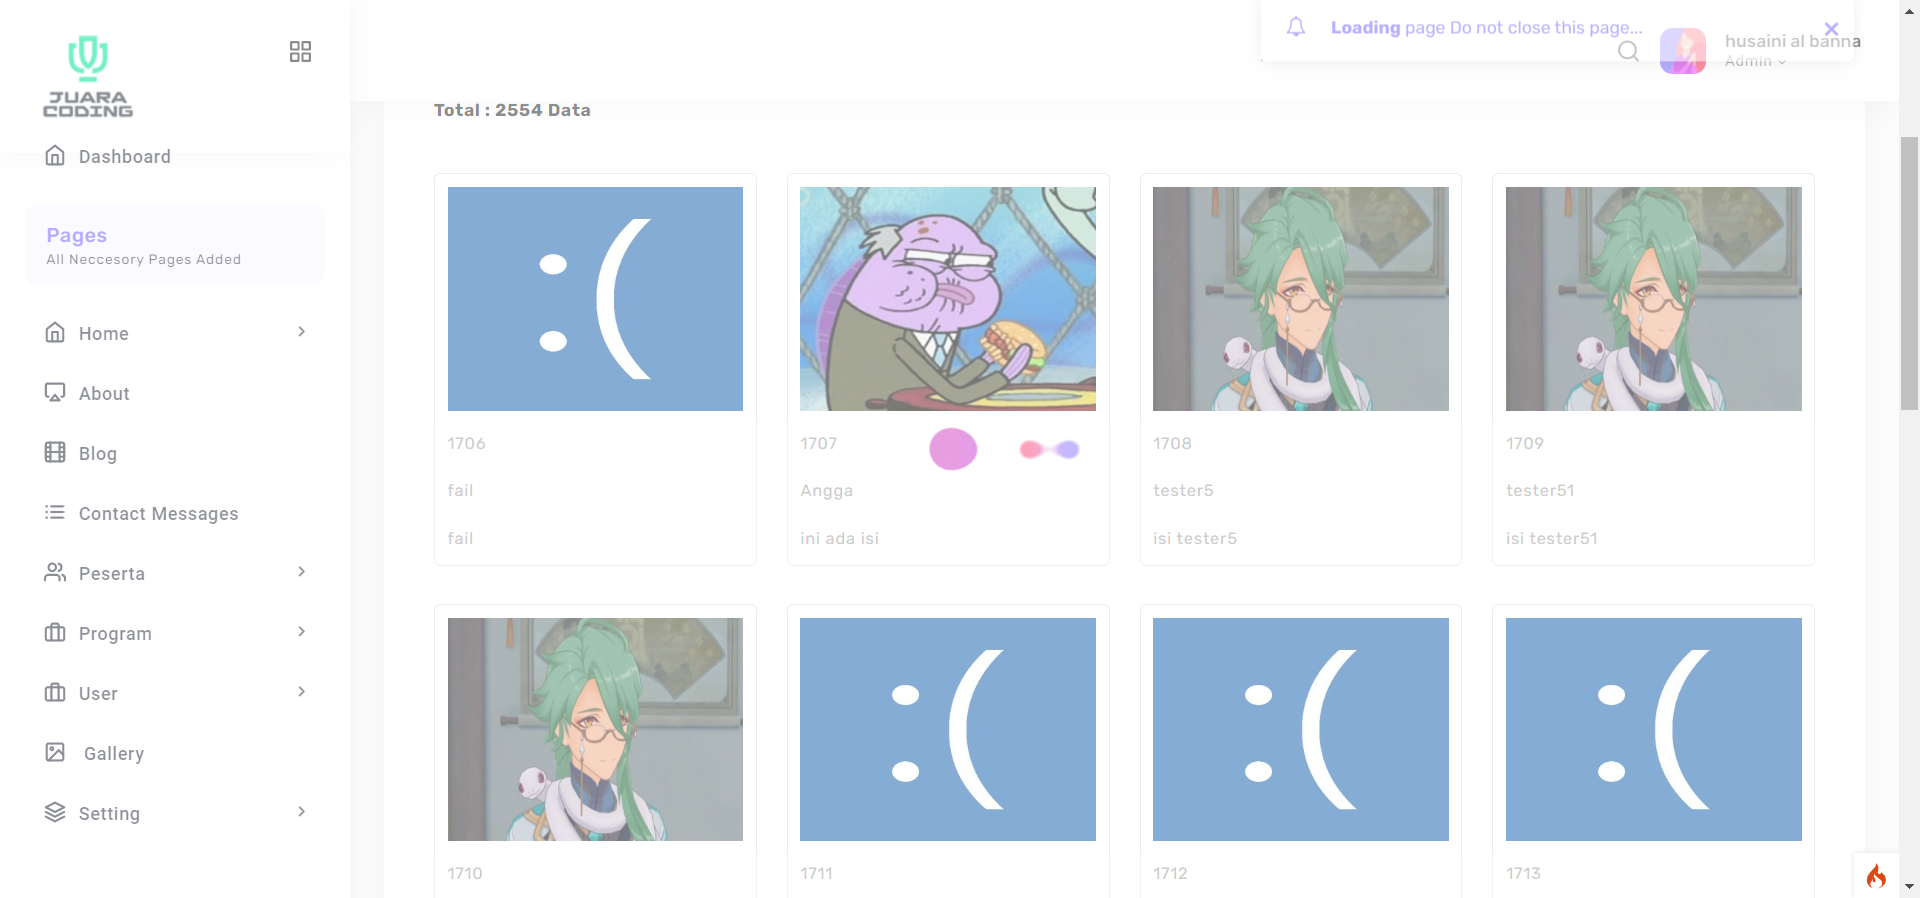 JUARA
CODING
Dashboard
Pages
All Neccesory Pages Added
Home
About
Blog
Contact Messages
Peserta
Program
User
Gallery
Setting
Loading page Do not close this page...
husaini al banna
Admin
Total : 2554 Data
:(
1706
fail
fail
1707
Angga
ini ada isi
1708
tester5
isi tester5
1709
tester51
isi tester51
1710
:(
1711
:(
1712
:(
1713